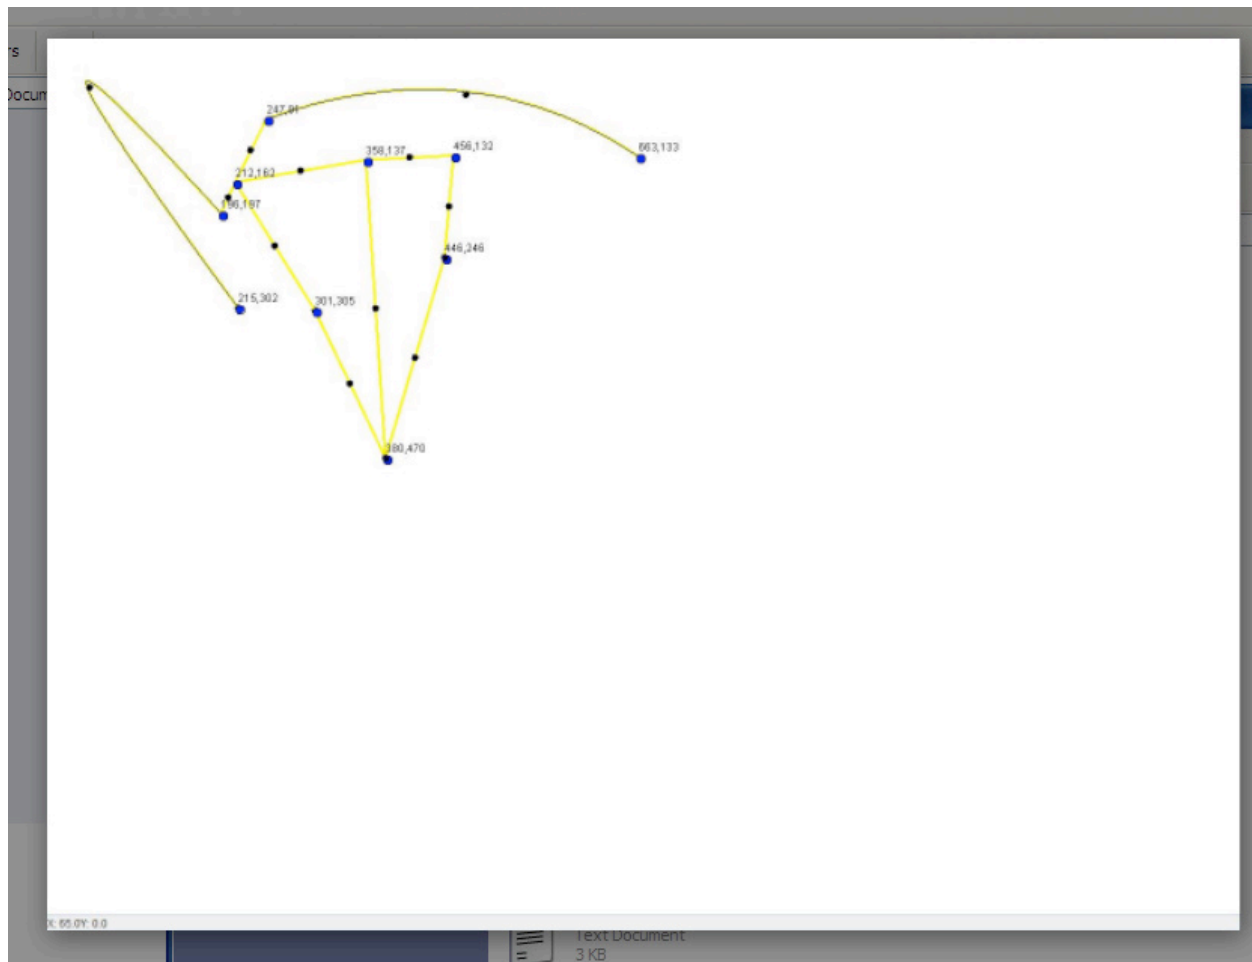 rs
Docum
247,91
358,137
456,132
663,133
212,162
196,197
446,246
215,302
301,305
380,470
X: 65.0Y: 0.0
Text Document
3 KB